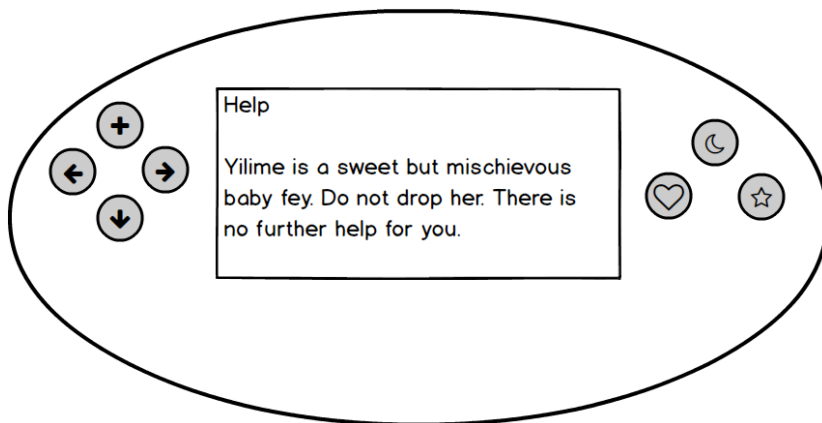 Help
Yilime is a sweet but mischievous
baby fey. Do not drop her. There is
no further help for you.